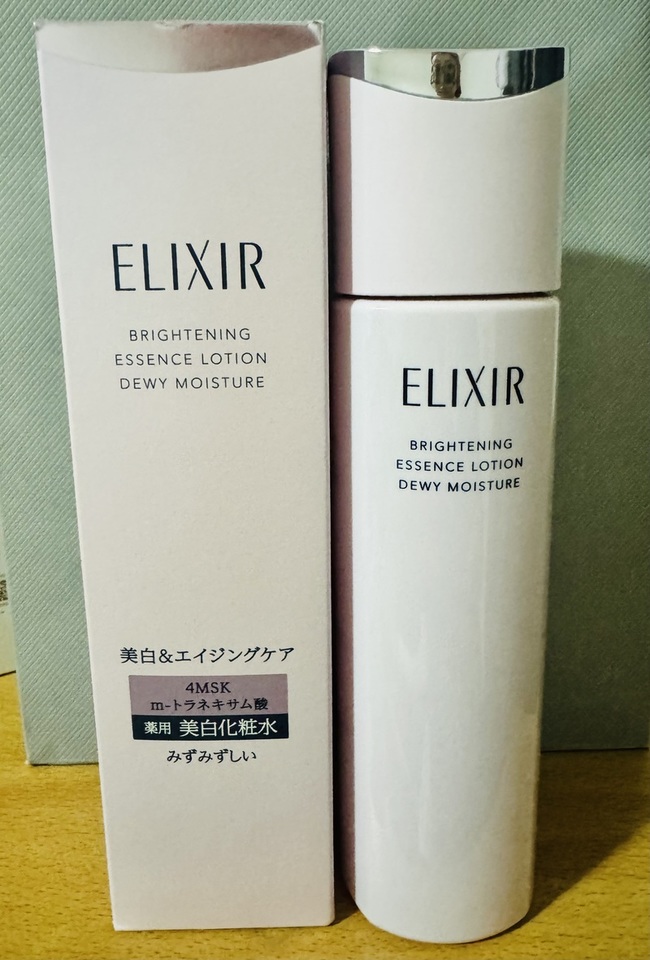 ELIXIR
BRIGHTENING
ESSENCE LOTION
DEWY MOISTURE
美白&エイジングケア
4MSK
m-トラネキサム酸
薬用 美白化粧水
みずみずしい
ELIXIR
BRIGHTENING
ESSENCE LOTION
DEWY MOISTURE